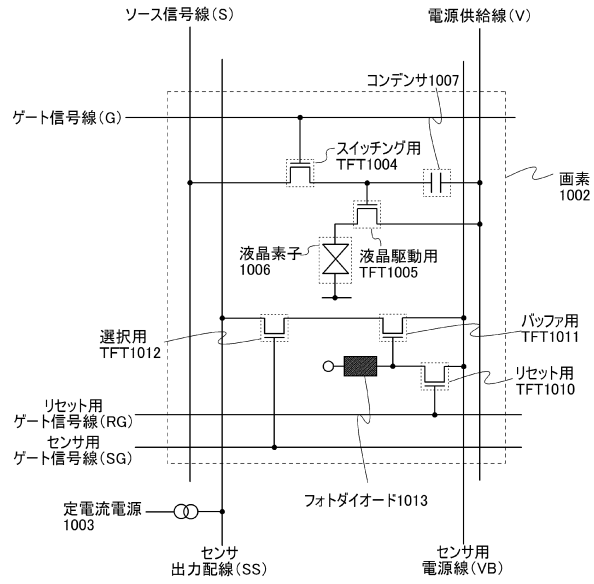 ソース信号線(S)
電源供給線(V)
コンデンサ1007
ゲート信号線(G)
スイッチング用
TFT1004
画素
1002
液晶素子
1006
液晶駆動用
TFT1005
選択用
TFT1012
バッファ用
TFT1011
リセット用
TFT1010
リセット用
ゲート信号線(RG)
センサ用
ゲート信号線(SG)
フォトダイオード1013
定電流電源
1003
センサ
出力配線(SS)
センサ用
電源線(VB)